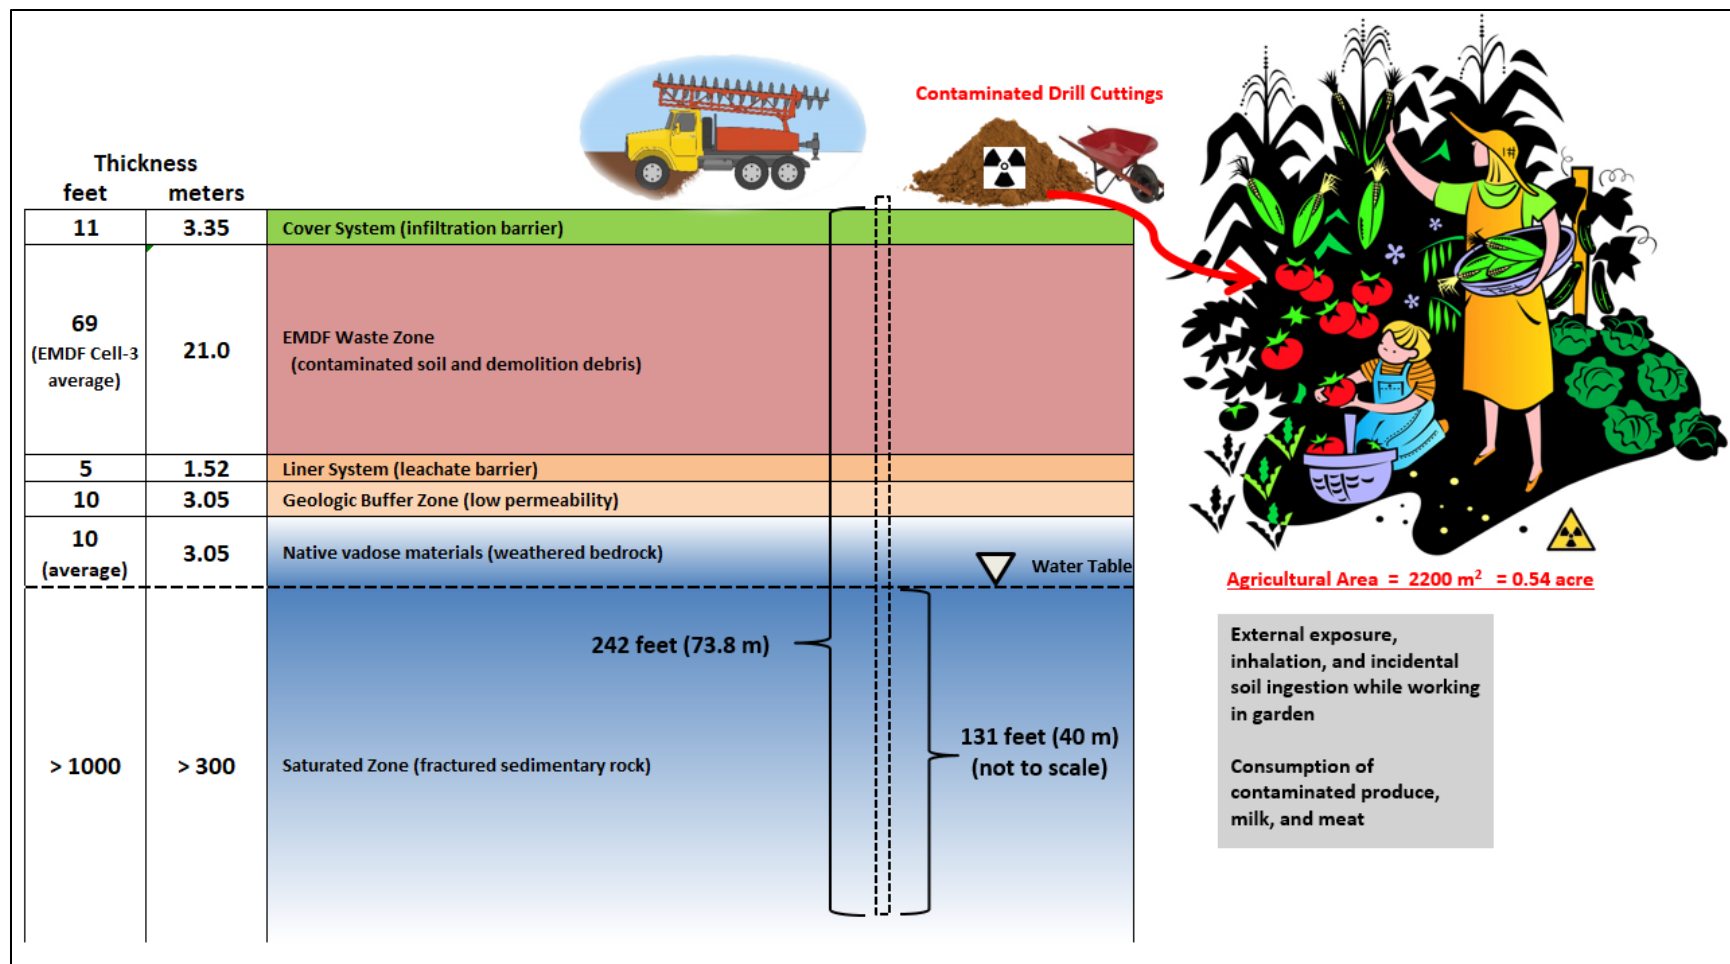 Contaminated Drill Cuttings
Thickness
feet meters
11 3.35 Cover System (infiltration barrier)
69
(EMDF Cell-3
average)
21.0
EMDF Waste Zone
(contaminated soil and demolition debris)
5 1.52 Liner System (leachate barrier)
10 3.05 Geologic Buffer Zone (low permeability)
10
(average)
3.05
Native vadose materials (weathered bedrock)
Water Table
> 1000 > 300 Saturated Zone (fractured sedimentary rock)
242 feet (73.8 m)
131 feet (40 m)
(not to scale)
Agricultural Area = 2200 m² = 0.54 acre
External exposure,
inhalation, and incidental
soil ingestion while working
in garden
Consumption of
contaminated produce,
milk, and meat